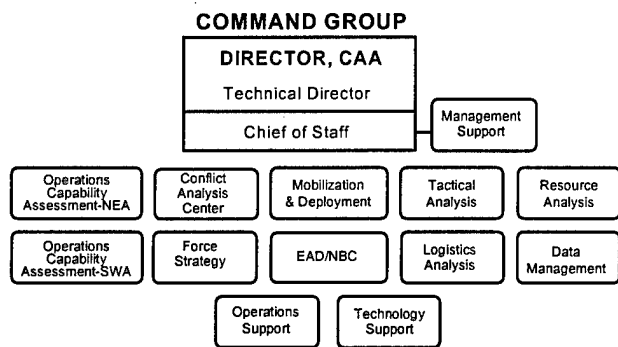 COMMAND GROUP
DIRECTOR, CAA
Technical Director
Chief of Staff
Management
Support
Operations
Capability
Assessment-NEA
Conflict
Analysis
Center
Mobilization
& Deployment
Tactical
Analysis
Resource
Analysis
Operations
Capability
Assessment-SWA
Force
Strategy
EAD/NBC
Logistics
Analysis
Data
Management
Operations
Support
Technology
Support